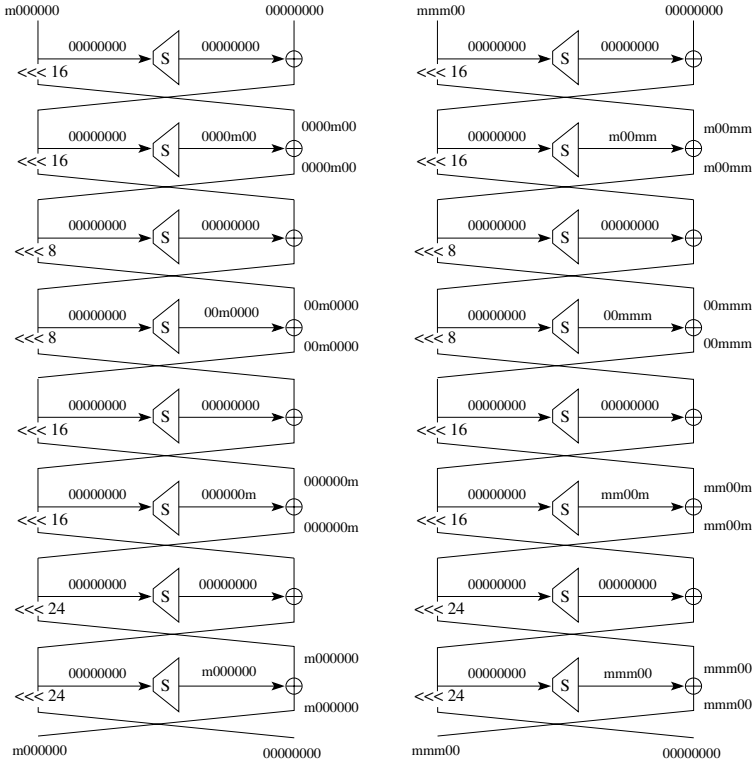 m000000 00000000 mmm00 00000000
00000000 S 00000000 00000000 S 00000000
<<< 16 <<< 16
0000m00 m00mm
00000000 S 0000m00 00000000 S m00mm
<<< 16 0000m00 <<< 16 m00mm
00000000 S 00000000 00000000 S 00000000
<<< 8 <<< 8
00m0000 00mmm
00000000 S 00m0000 00000000 S 00mmm
<<< 8 00m0000 <<< 8 00mmm
00000000 S 00000000 00000000 S 00000000
<<< 16 <<< 16
000000m mm00m
00000000 S 000000m 00000000 S mm00m
<<< 16 000000m <<< 16 mm00m
00000000 S 00000000 00000000 S 00000000
<<< 24 <<< 24
m000000 mmm00
00000000 S m000000 00000000 S mmm00
<<< 24 m000000 <<< 24 mmm00
m000000 00000000 mmm00 00000000